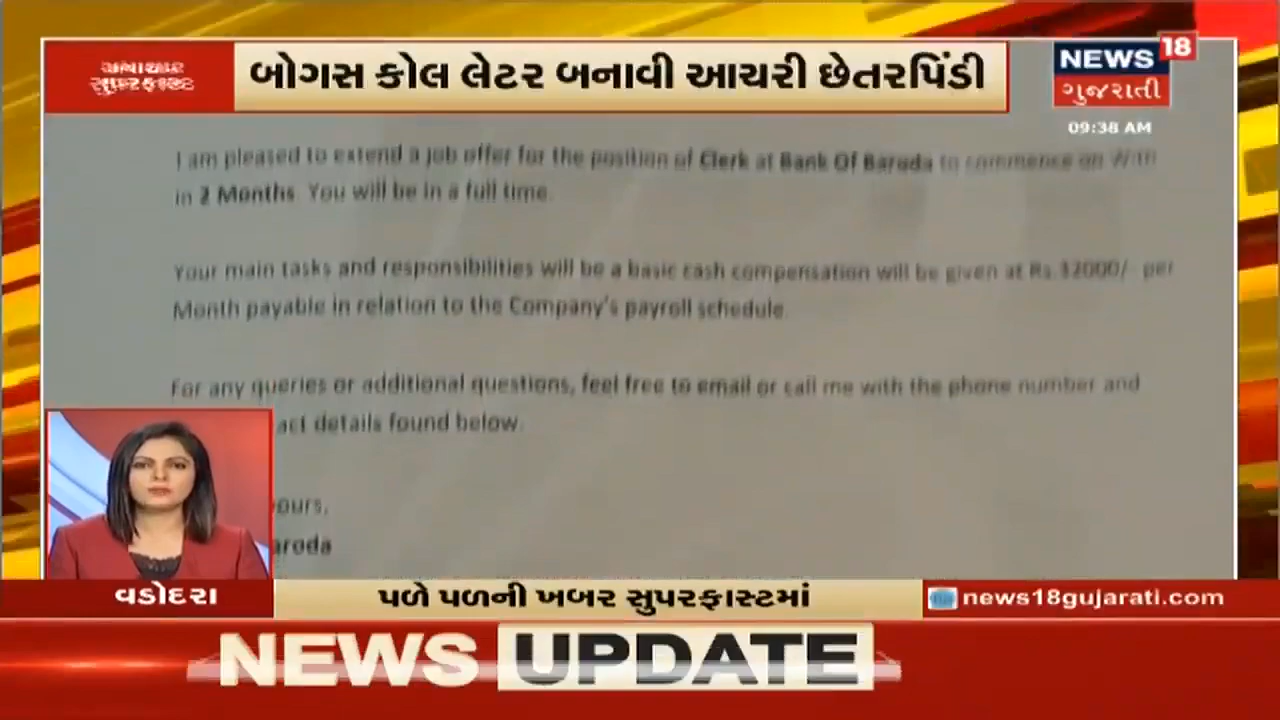 સમાચાર
સુપરફાસ્ટ
બોગસ કોલ લેટર બનાવી આચરી છેતરપિંડી
NEWS 18
ગુજરાતી
09:38 AM
I am pleased to extend a job offer for the position of Clerk at Bank Of Baroda to commence on With
in 2 Months. You will be in a full time.
Your main tasks and responsibilities will be a basic cash compensation will be given at Rs.32000/- per
Month payable in relation to the Company's payroll schedule.
For any queries or additional questions, feel free to email or call me with the phone number and
act details found below.
ours,
aroda
વડોદરા
પળે પળની ખબર સુપરફાસ્ટમાં
news18gujarati.com
NEWS UPDATE